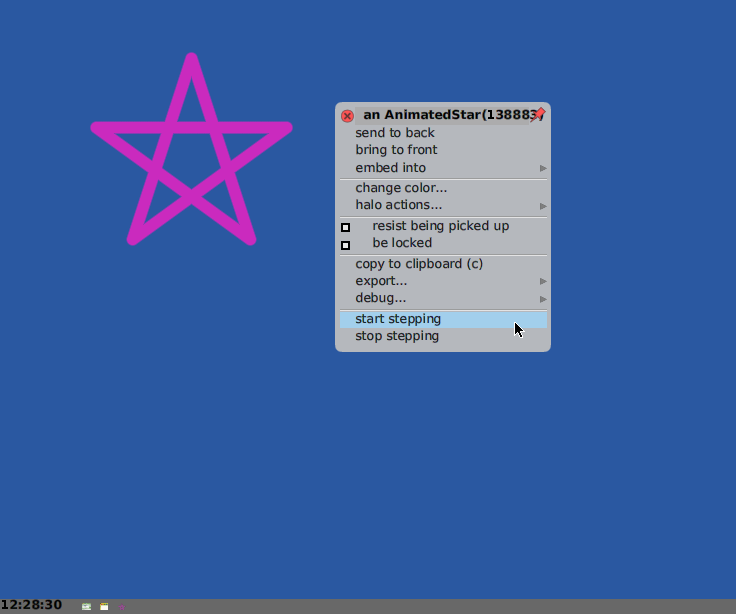 an AnimatedStar(138883)
send to back
bring to front
embed into
change color...
halo actions...
resist being picked up
be locked
copy to clipboard (c)
export...
debug...
start stepping
stop stepping
12:28:30